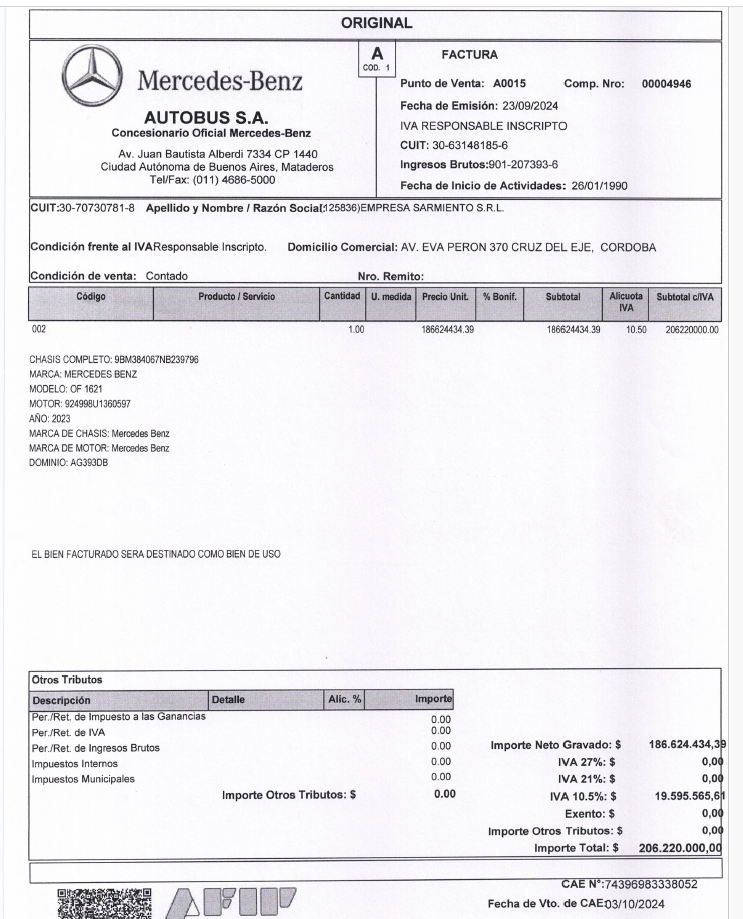 ORIGINAL
Mercedes-Benz
AUTOBUS S.A.
Concesionario Oficial Mercedes-Benz
Av. Juan Bautista Alberdi 7334 CP 1440
Ciudad Autónoma de Buenos Aires, Mataderos
Tel/Fax: (011) 4686-5000
A
COD. 1
FACTURA
Punto de Venta: A0015 Comp. Nro: 00004946
Fecha de Emisión: 23/09/2024
IVA RESPONSABLE INSCRIPTO
CUIT: 30-63148185-6
Ingresos Brutos:901-207393-6
Fecha de Inicio de Actividades: 26/01/1990
CUIT:30-70730781-8 Apellido y Nombre / Razón Social(125836)EMPRESA SARMIENTO S.R.L.
Condición frente al IVAResponsable Inscripto. Domicilio Comercial: AV. EVA PERON 370 CRUZ DEL EJE, CORDOBA
Condición de venta: Contado Nro. Remito:
Código Producto / Servicio Cantidad U. medida Precio Unit. % Bonif. Subtotal Alicuota IVA Subtotal c/IVA
002 1.00 186624434.39 186624434.39 10.50 206220000.00
CHASIS COMPLETO: 9BM384067NB239796
MARCA: MERCEDES BENZ
MODELO: OF 1621
MOTOR: 924998U1360597
AÑO: 2023
MARCA DE CHASIS: Mercedes Benz
MARCA DE MOTOR: Mercedes Benz
DOMINIO: AG393DB
EL BIEN FACTURADO SERA DESTINADO COMO BIEN DE USO
Otros Tributos
Descripción Detalle Alic. % Importe
Per./Ret. de Impuesto a las Ganancias 0.00
Per./Ret. de IVA 0.00
Per./Ret. de Ingresos Brutos 0.00
Impuestos Internos 0.00
Impuestos Municipales 0.00
Importe Otros Tributos: $ 0.00
Importe Neto Gravado: $ 186.624.434,39
IVA 27%: $ 0,00
IVA 21%: $ 0,00
IVA 10.5%: $ 19.595.565,61
Exento: $ 0,00
Importe Otros Tributos: $ 0,00
Importe Total: $ 206.220.000,00
CAE N°:74396983338052
Fecha de Vto. de CAE:03/10/2024
AFIP